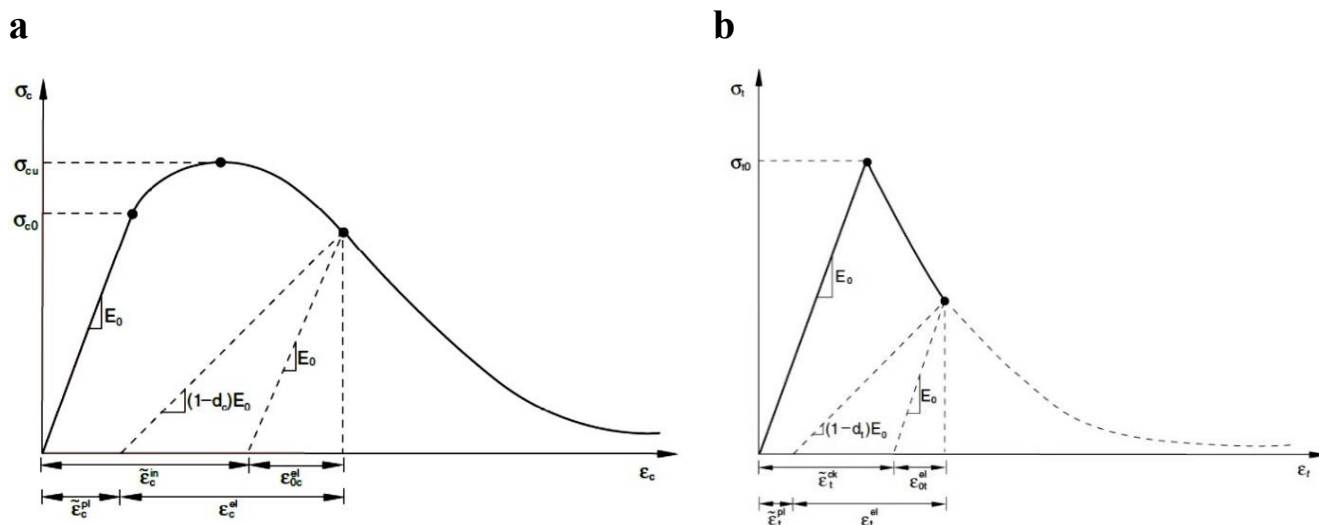 a
σc
σcu
σc0
E0
(1-dc)E0
E0
ε̃c^in
ε0c^el
εc
ε̃c^pl
εc^el
b
σt
σt0
E0
(1-dt)E0
E0
ε̃t^ck
ε0t^el
εt
ε̃t^pl
εt^el